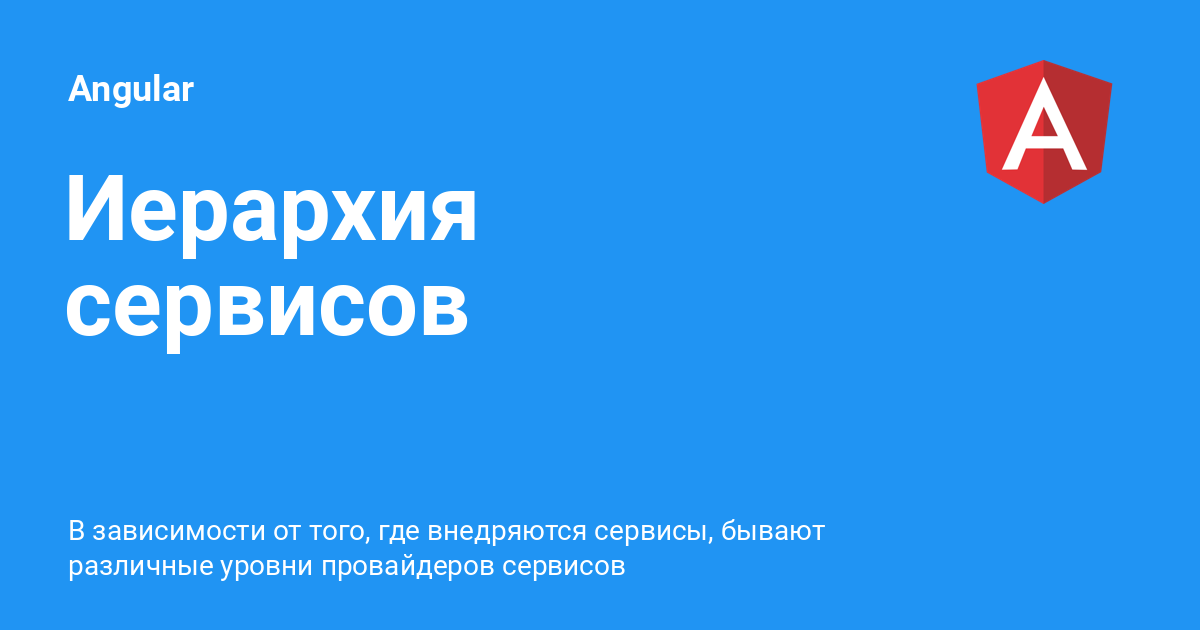 Angular
Иерархия
сервисов
В зависимости от того, где внедряются сервисы, бывают
различные уровни провайдеров сервисов